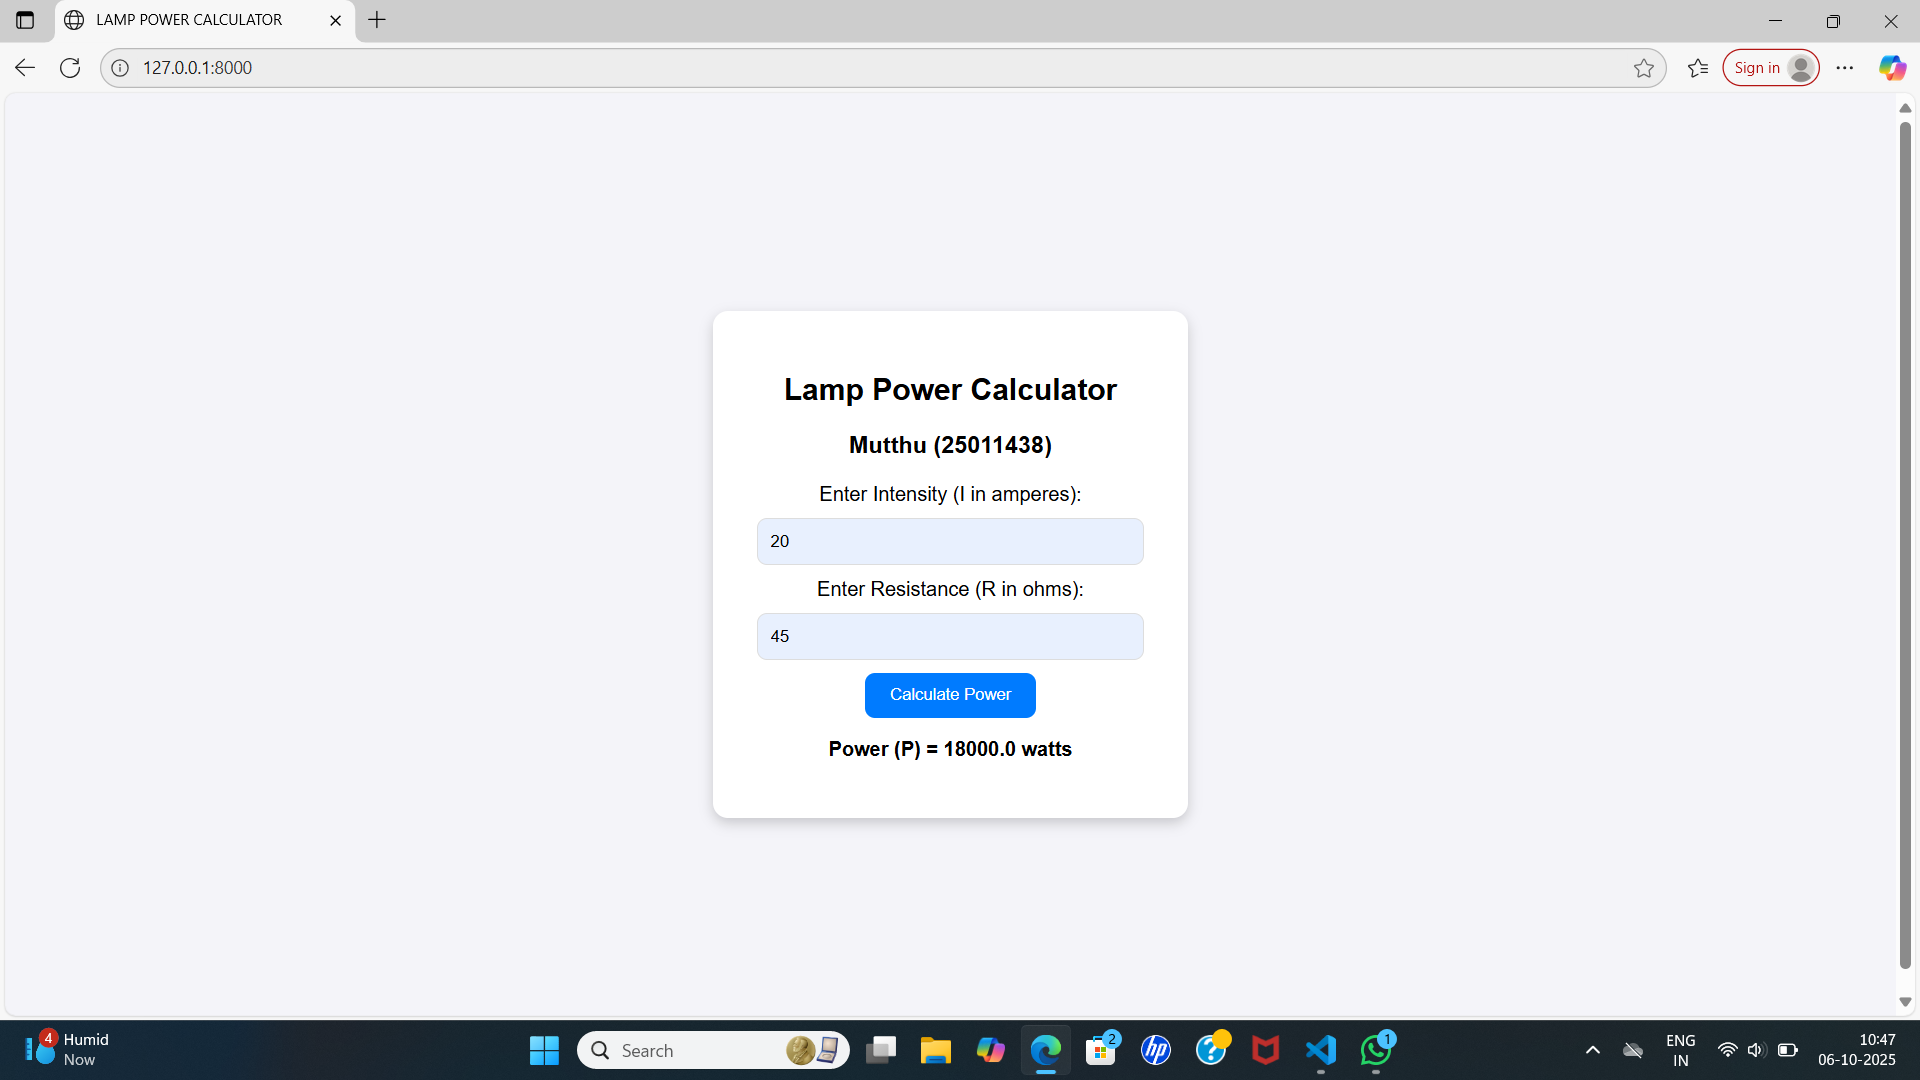 LAMP POWER CALCULATOR
127.0.0.1:8000
Sign in
Lamp Power Calculator
Mutthu (25011438)
Enter Intensity (I in amperes):
20
Enter Resistance (R in ohms):
45
Calculate Power
Power (P) = 18000.0 watts
4
Humid
Now
Search
2
hp
?
1
ENG
IN
10:47
06-10-2025